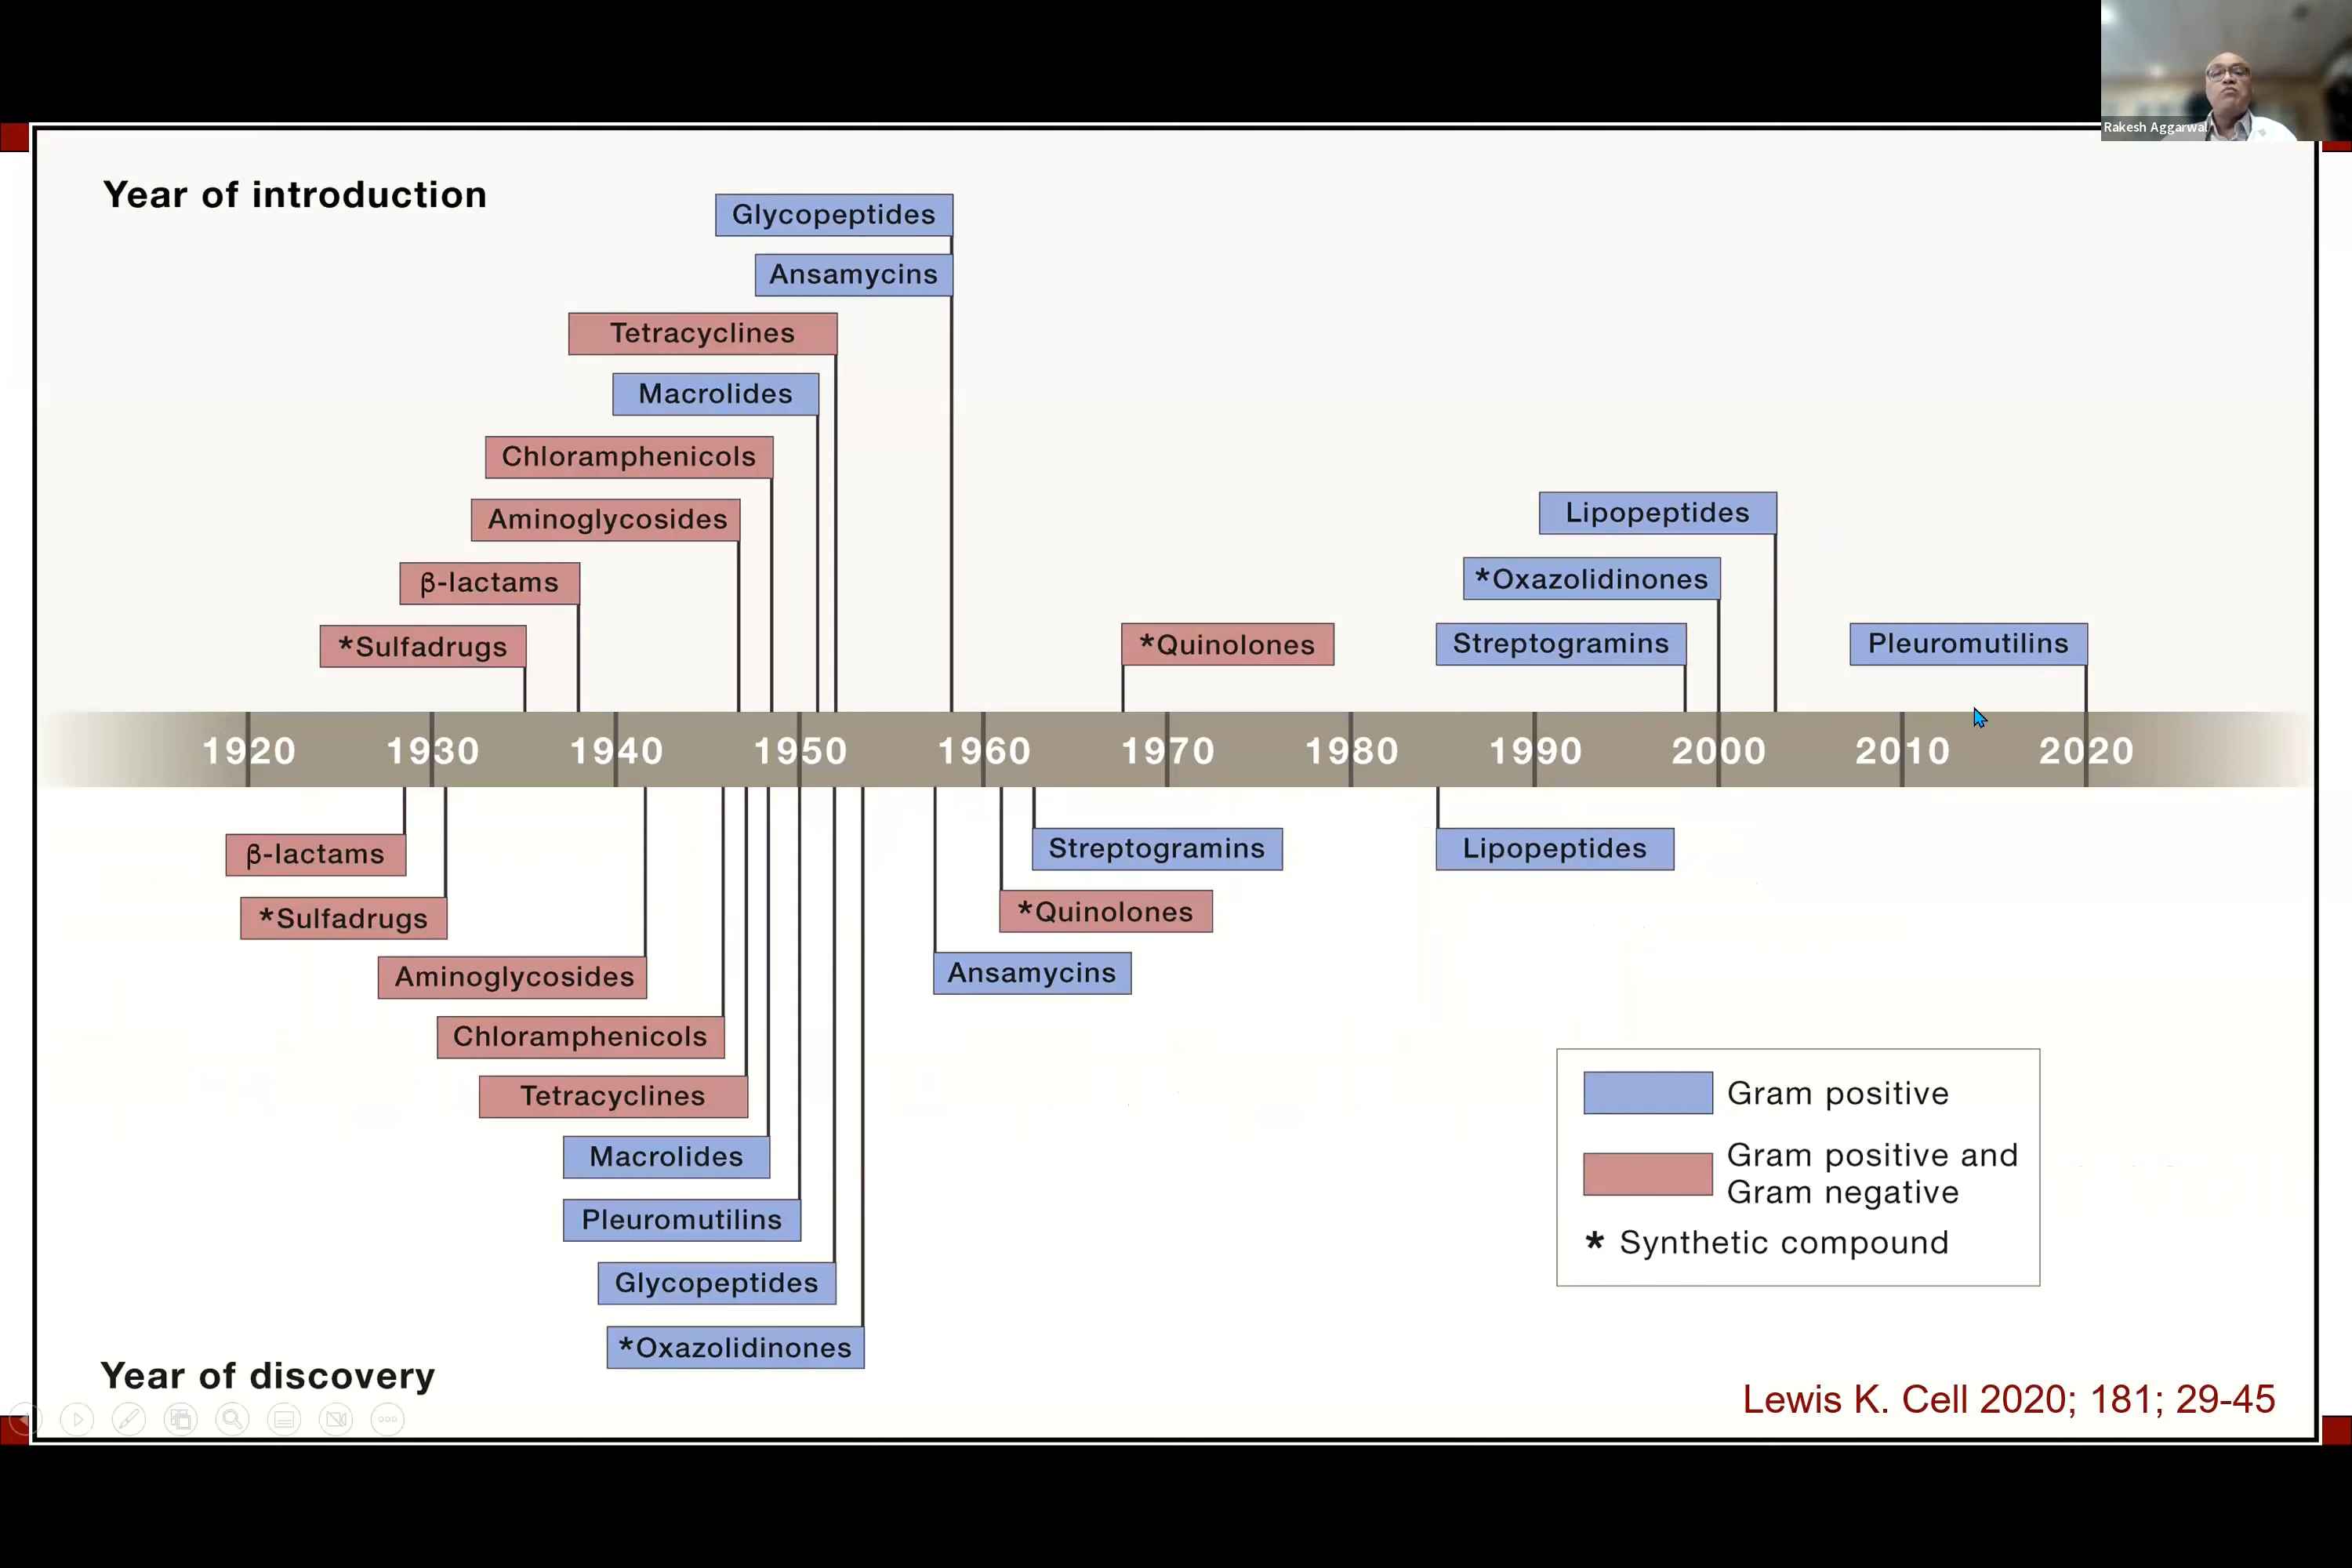 Rakesh Aggarwal
Year of introduction
Glycopeptides
Ansamycins
Tetracyclines
Macrolides
Chloramphenicols
Aminoglycosides
β-lactams
*Sulfadrugs
*Quinolones
Lipopeptides
*Oxazolidinones
Streptogramins
Pleuromutilins
1920 1930 1940 1950 1960 1970 1980 1990 2000 2010 2020
β-lactams
*Sulfadrugs
Aminoglycosides
Chloramphenicols
Tetracyclines
Macrolides
Pleuromutilins
Glycopeptides
*Oxazolidinones
Streptogramins
*Quinolones
Ansamycins
Lipopeptides
Gram positive
Gram positive and
Gram negative
* Synthetic compound
Year of discovery
Lewis K. Cell 2020; 181; 29-45